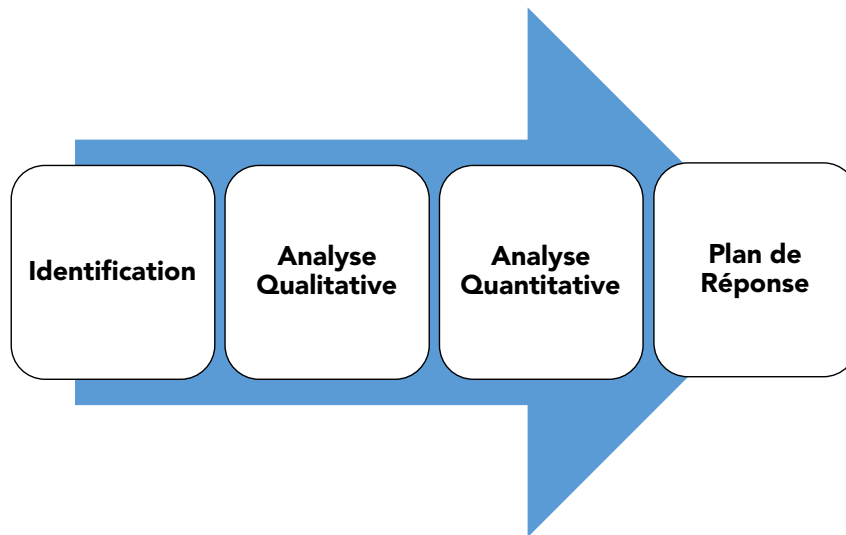 Identification
Analyse
Qualitative
Analyse
Quantitative
Plan de
Réponse